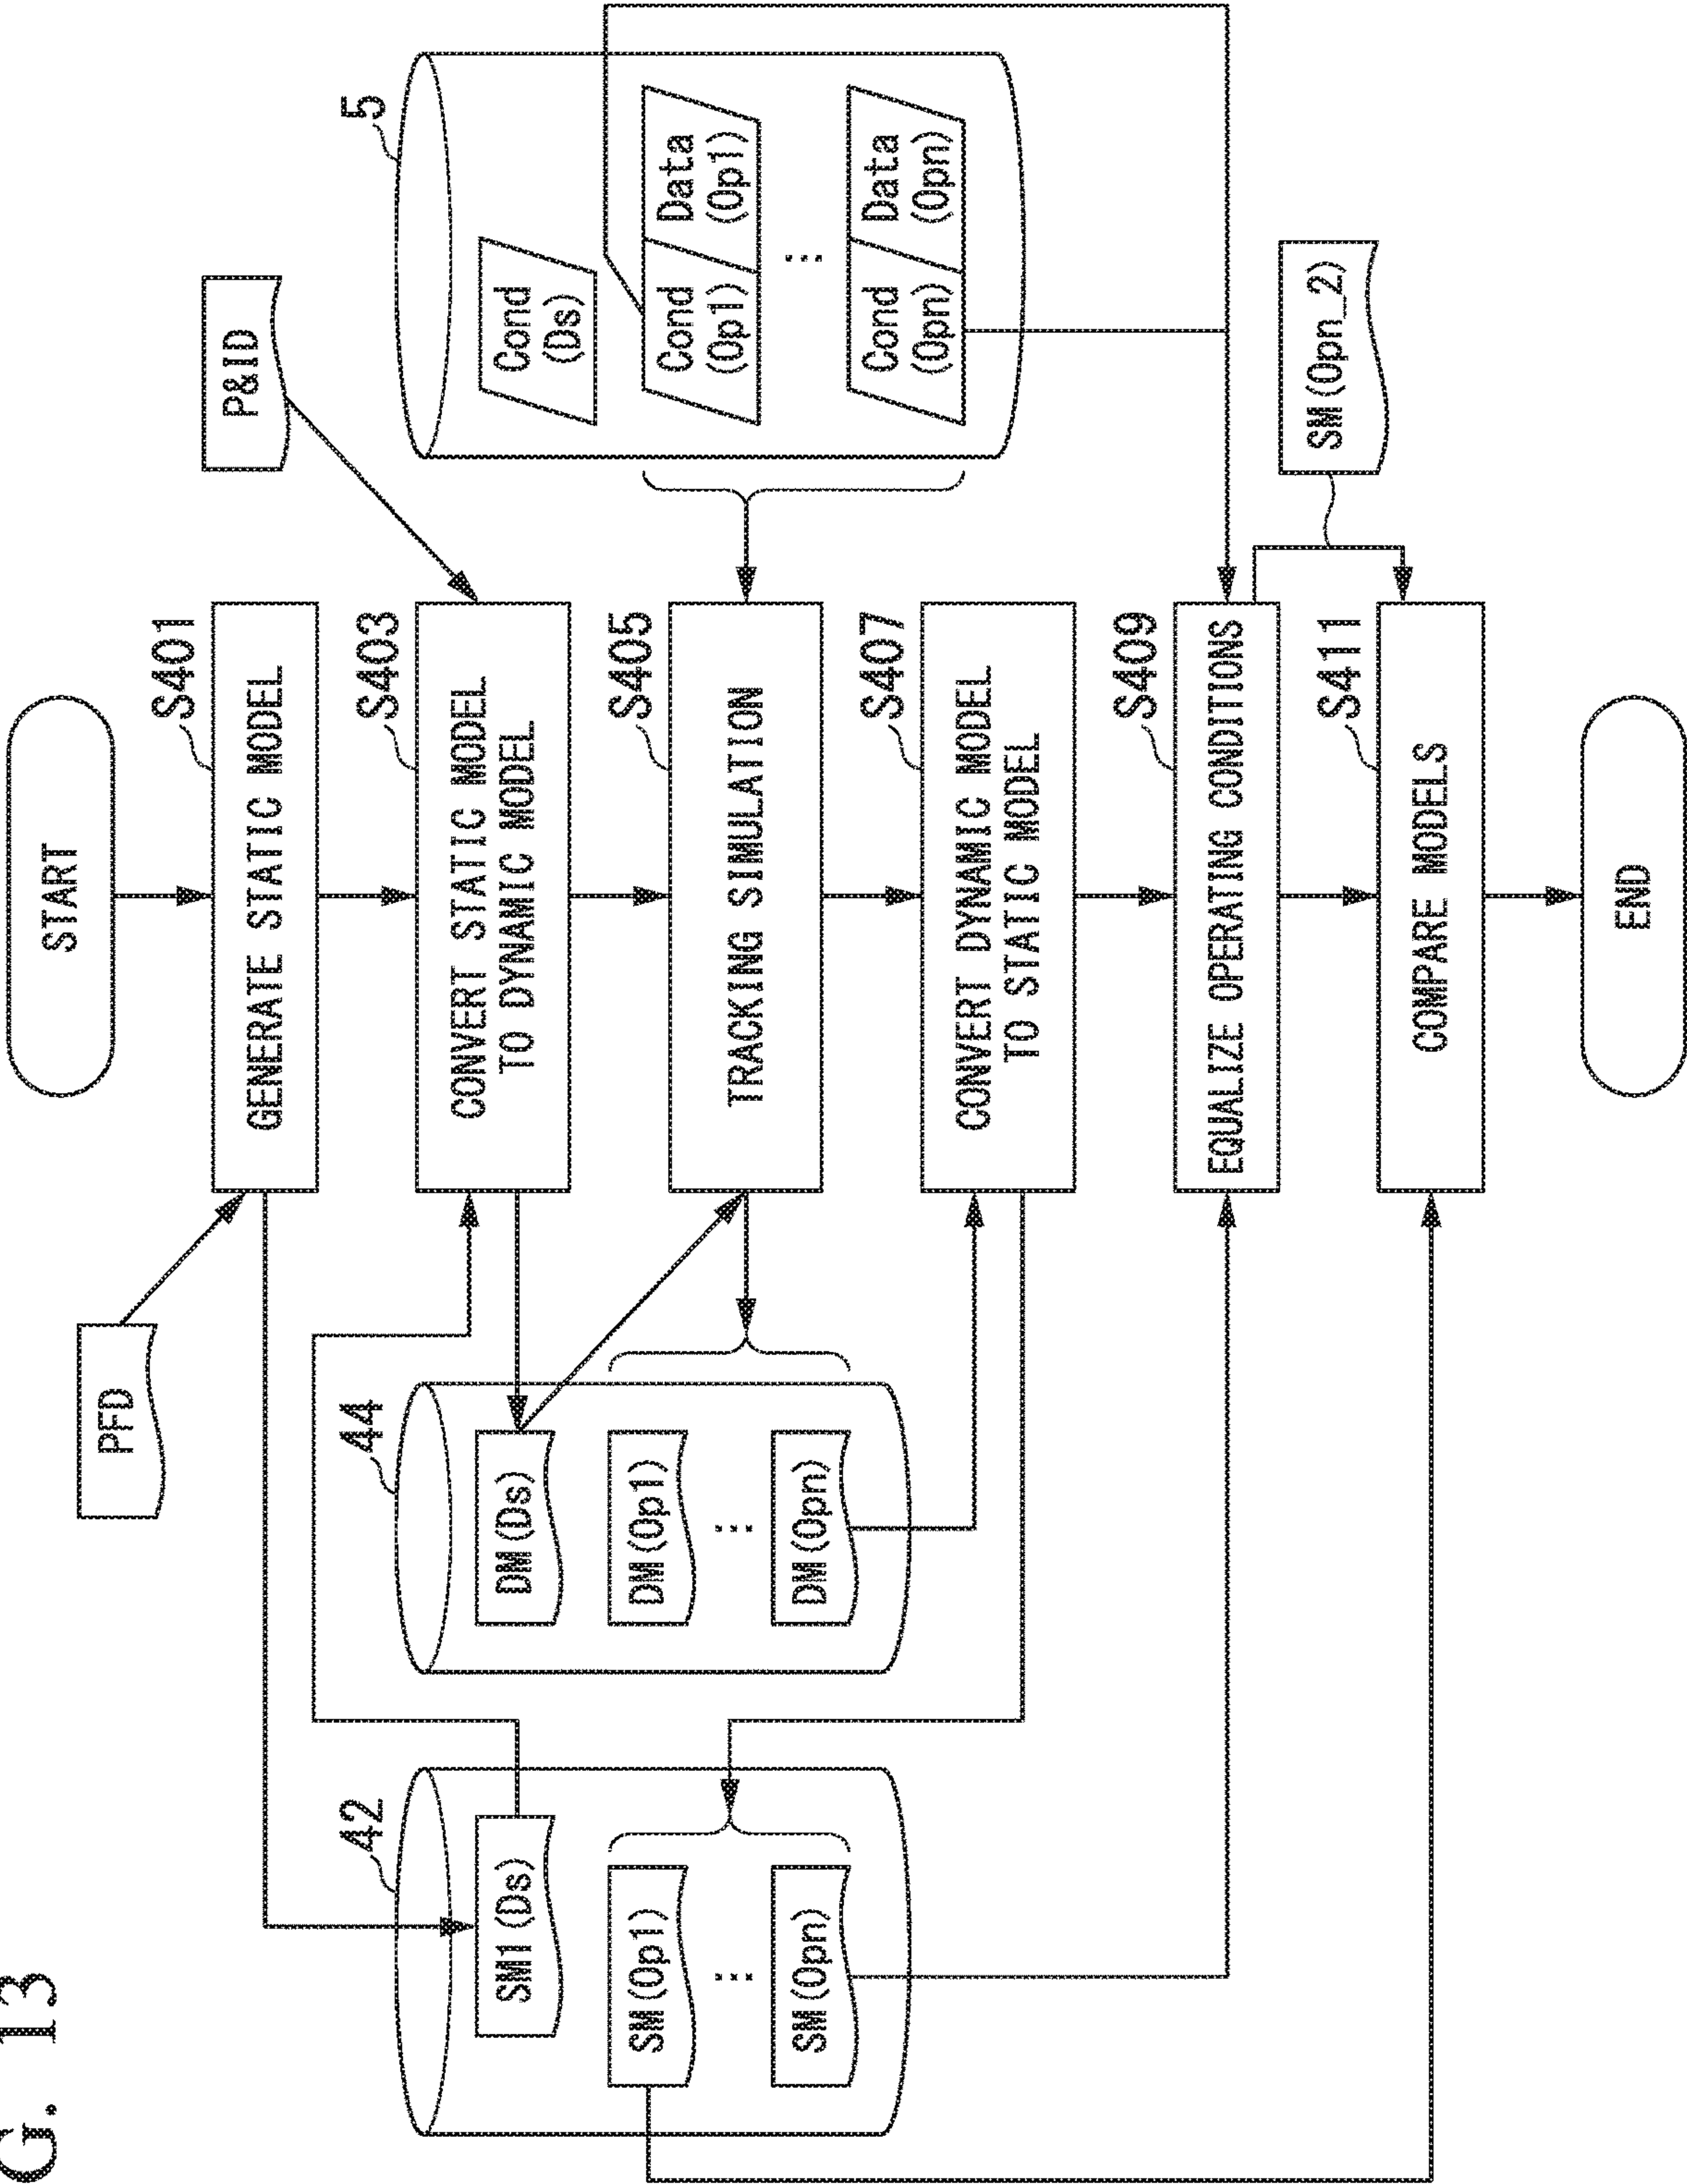 G. 13
START
S401
GENERATE STATIC MODEL
PFD
P&ID
S403
CONVERT STATIC MODEL
TO DYNAMIC MODEL
S405
TRACKING SIMULATION
S407
CONVERT DYNAMIC MODEL
TO STATIC MODEL
S409
EQUALIZE OPERATING CONDITIONS
S411
COMPARE MODELS
END
42
SM1(Ds)
SM(Op1)
...
SM(Opn)
44
DM(Ds)
DM(Op1)
...
DM(Opn)
5
Cond
(Ds)
Cond
(Op1)
Data
(Op1)
...
Cond
(Opn)
Data
(Opn)
SM(Opn_2)